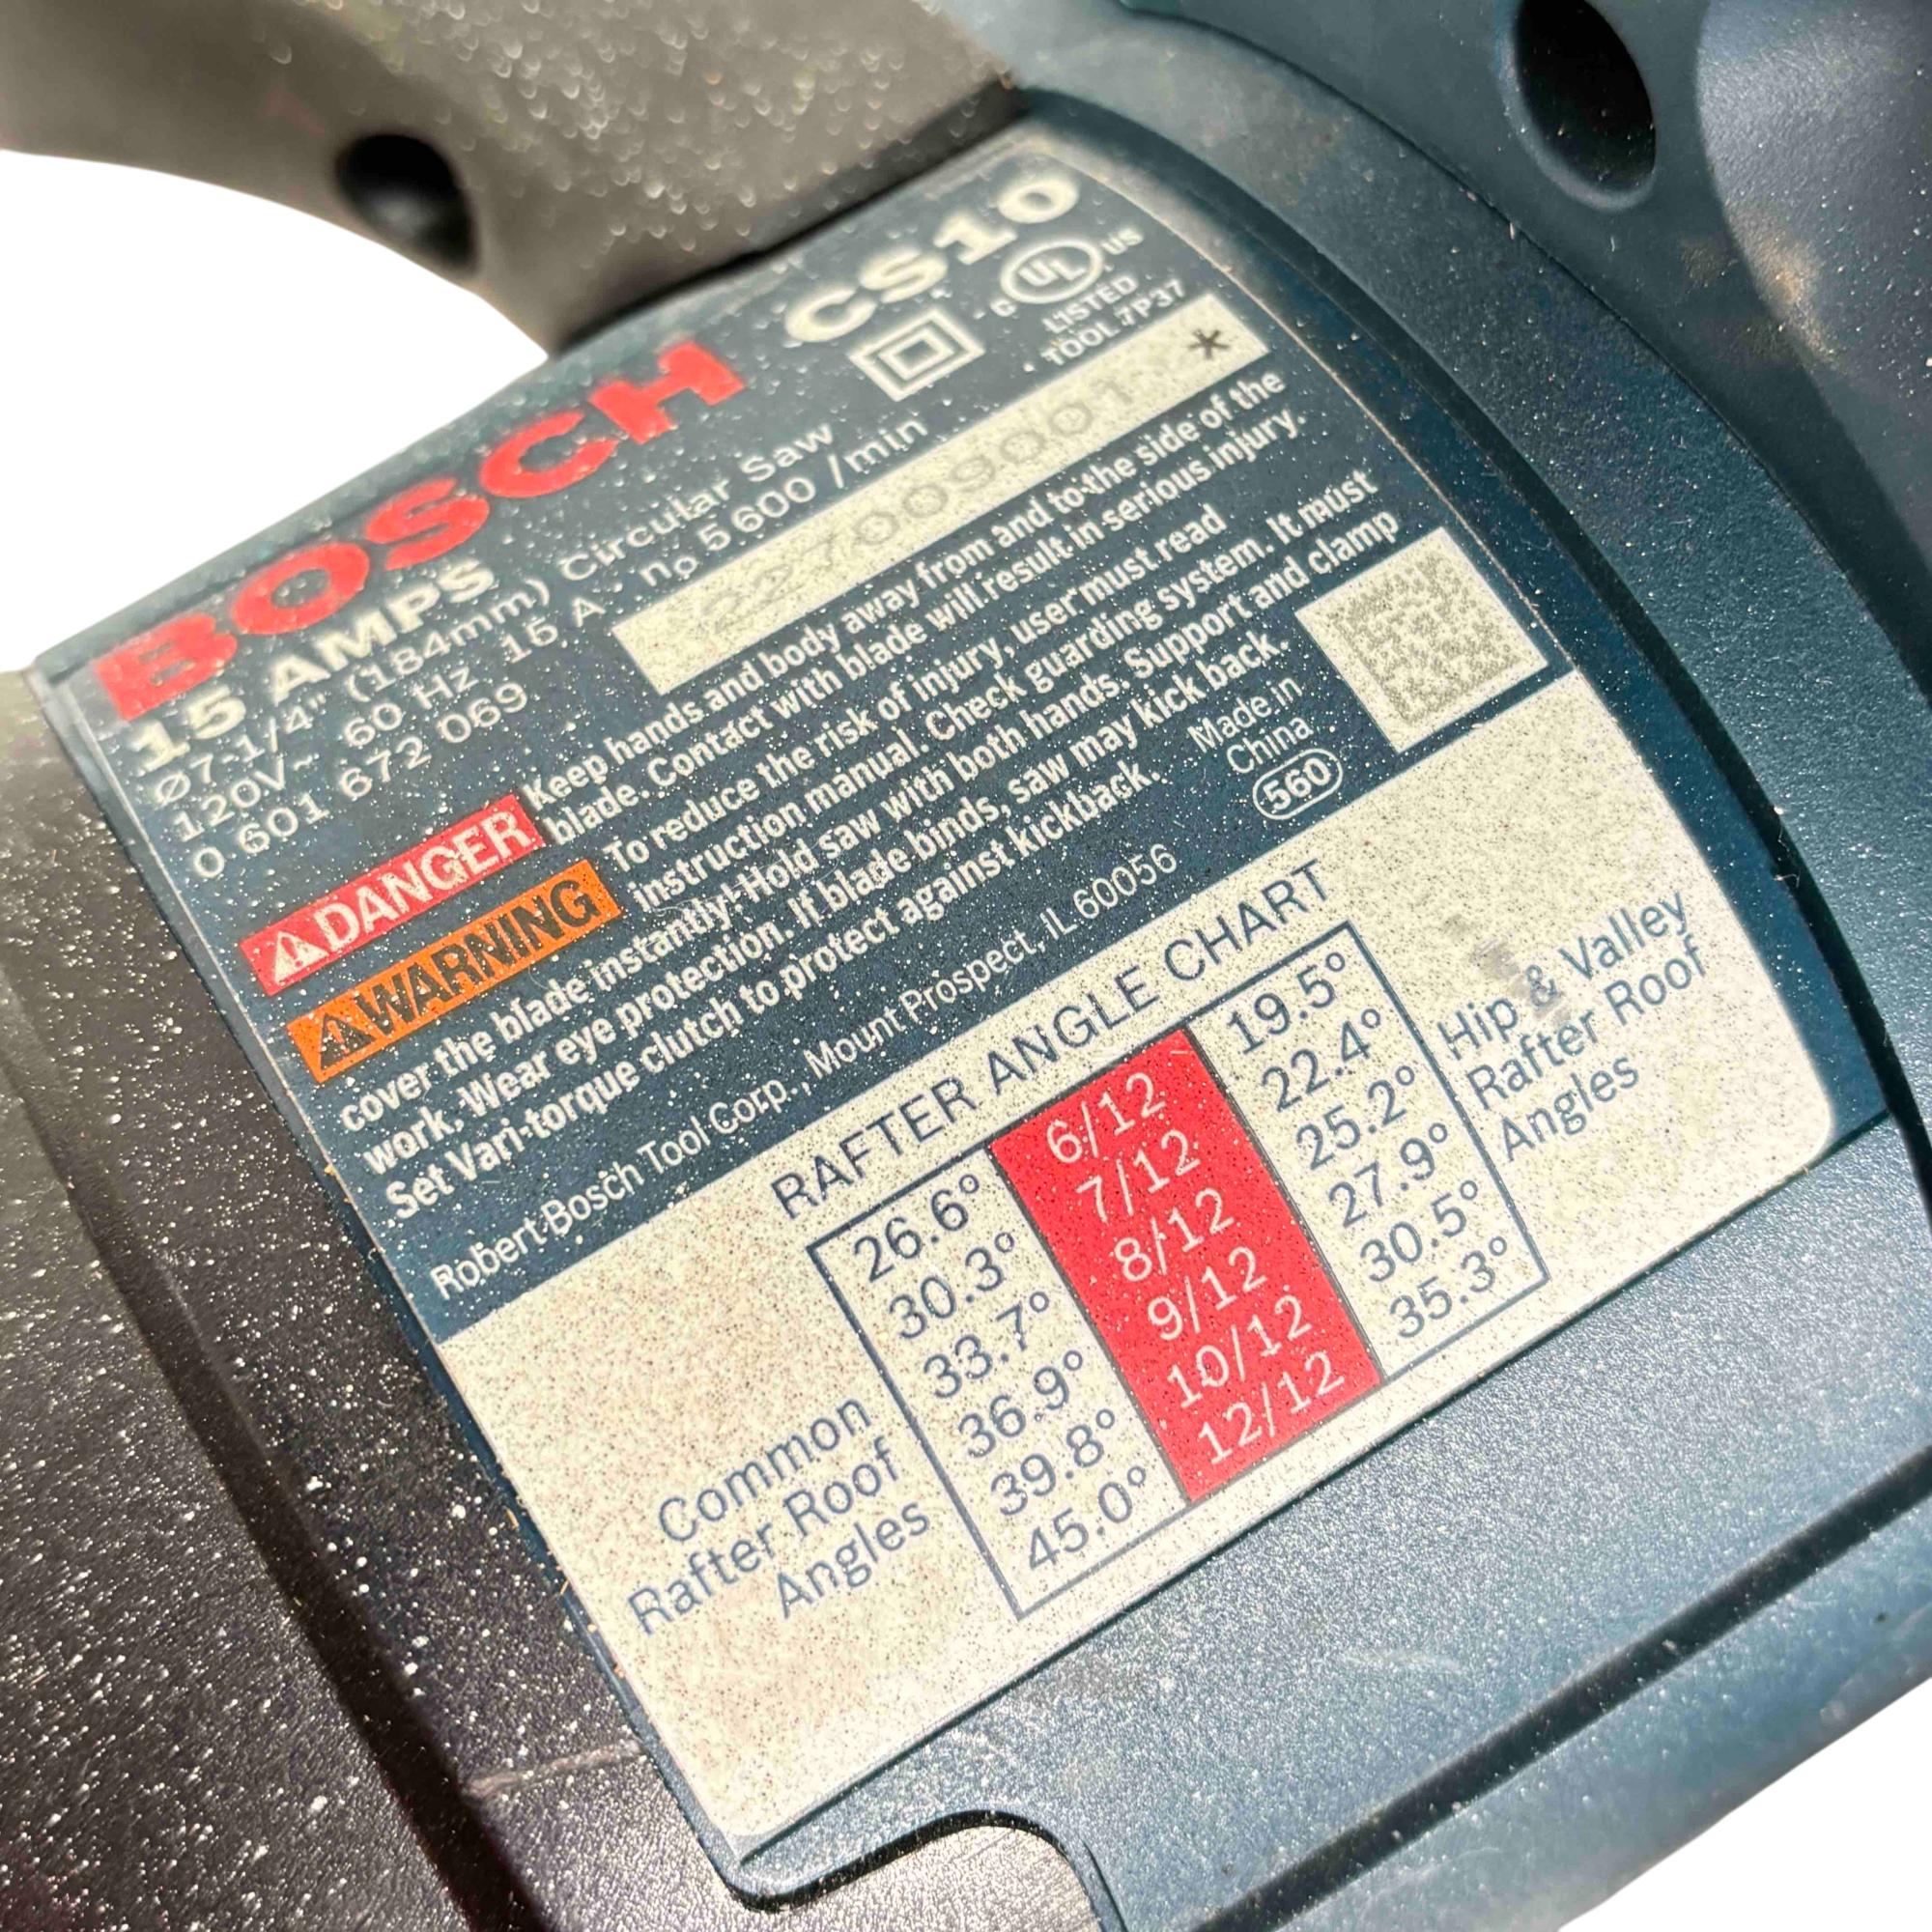 BOSCH CS10
15 AMPS
C UL US
LISTED
TOOL 7P37
Ø7-1/4" (184mm) Circular Saw
120V~ 60 Hz 15 A n₀ 5 600 /min
0 601 672 069
*
DANGER Keep hands and body away from and to the side of the
blade. Contact with blade will result in serious injury.
WARNING To reduce the risk of injury, user must read
instruction manual. Check guarding system. It must
cover the blade instantly! Hold saw with both hands. Support and clamp
work. Wear eye protection. If blade binds, saw may kick back.
Set Vari-torque clutch to protect against kickback.
Made in
China
560
Robert Bosch Tool Corp., Mount Prospect, IL 60056
RAFTER ANGLE CHART
26.6° 6/12 19.5°
30.3° 7/12 22.4°
33.7° 8/12 25.2°
36.9° 9/12 27.9°
39.8° 10/12 30.5°
45.0° 12/12 35.3°
Common
Rafter Roof
Angles
Hip & Valley
Rafter Roof
Angles